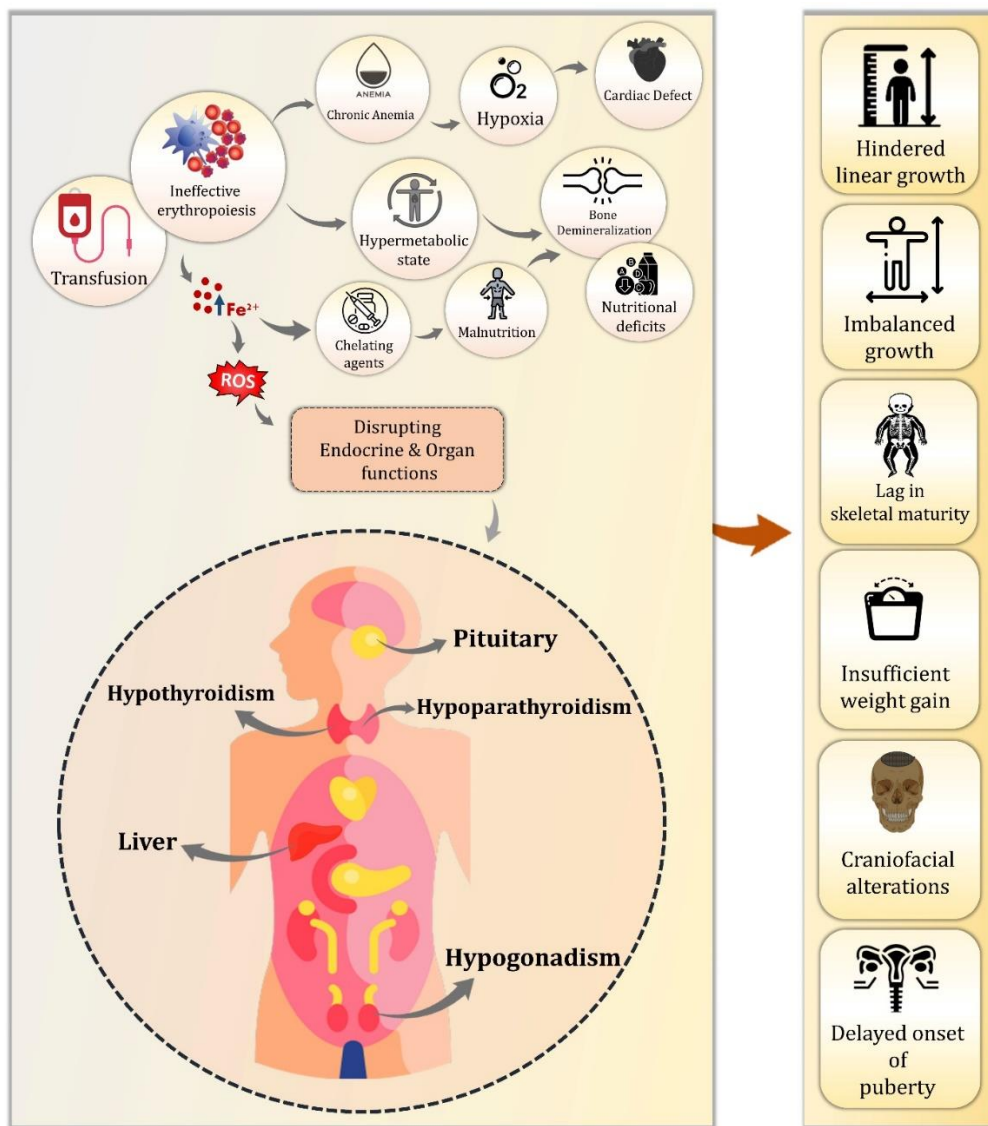 ANEMIA
Chronic Anemia
O2
Hypoxia
Cardiac Defect
Ineffective
erythropoiesis
Transfusion
Hypermetabolic
state
Bone
Demineralization
Fe²⁺
Chelating
agents
Malnutrition
A B D C
Nutritional
deficits
ROS
Disrupting
Endocrine & Organ
functions
Pituitary
Hypothyroidism
Hypoparathyroidism
Liver
Hypogonadism
Hindered
linear growth
Imbalanced
growth
Lag in
skeletal maturity
Insufficient
weight gain
Craniofacial
alterations
Delayed onset
of
puberty